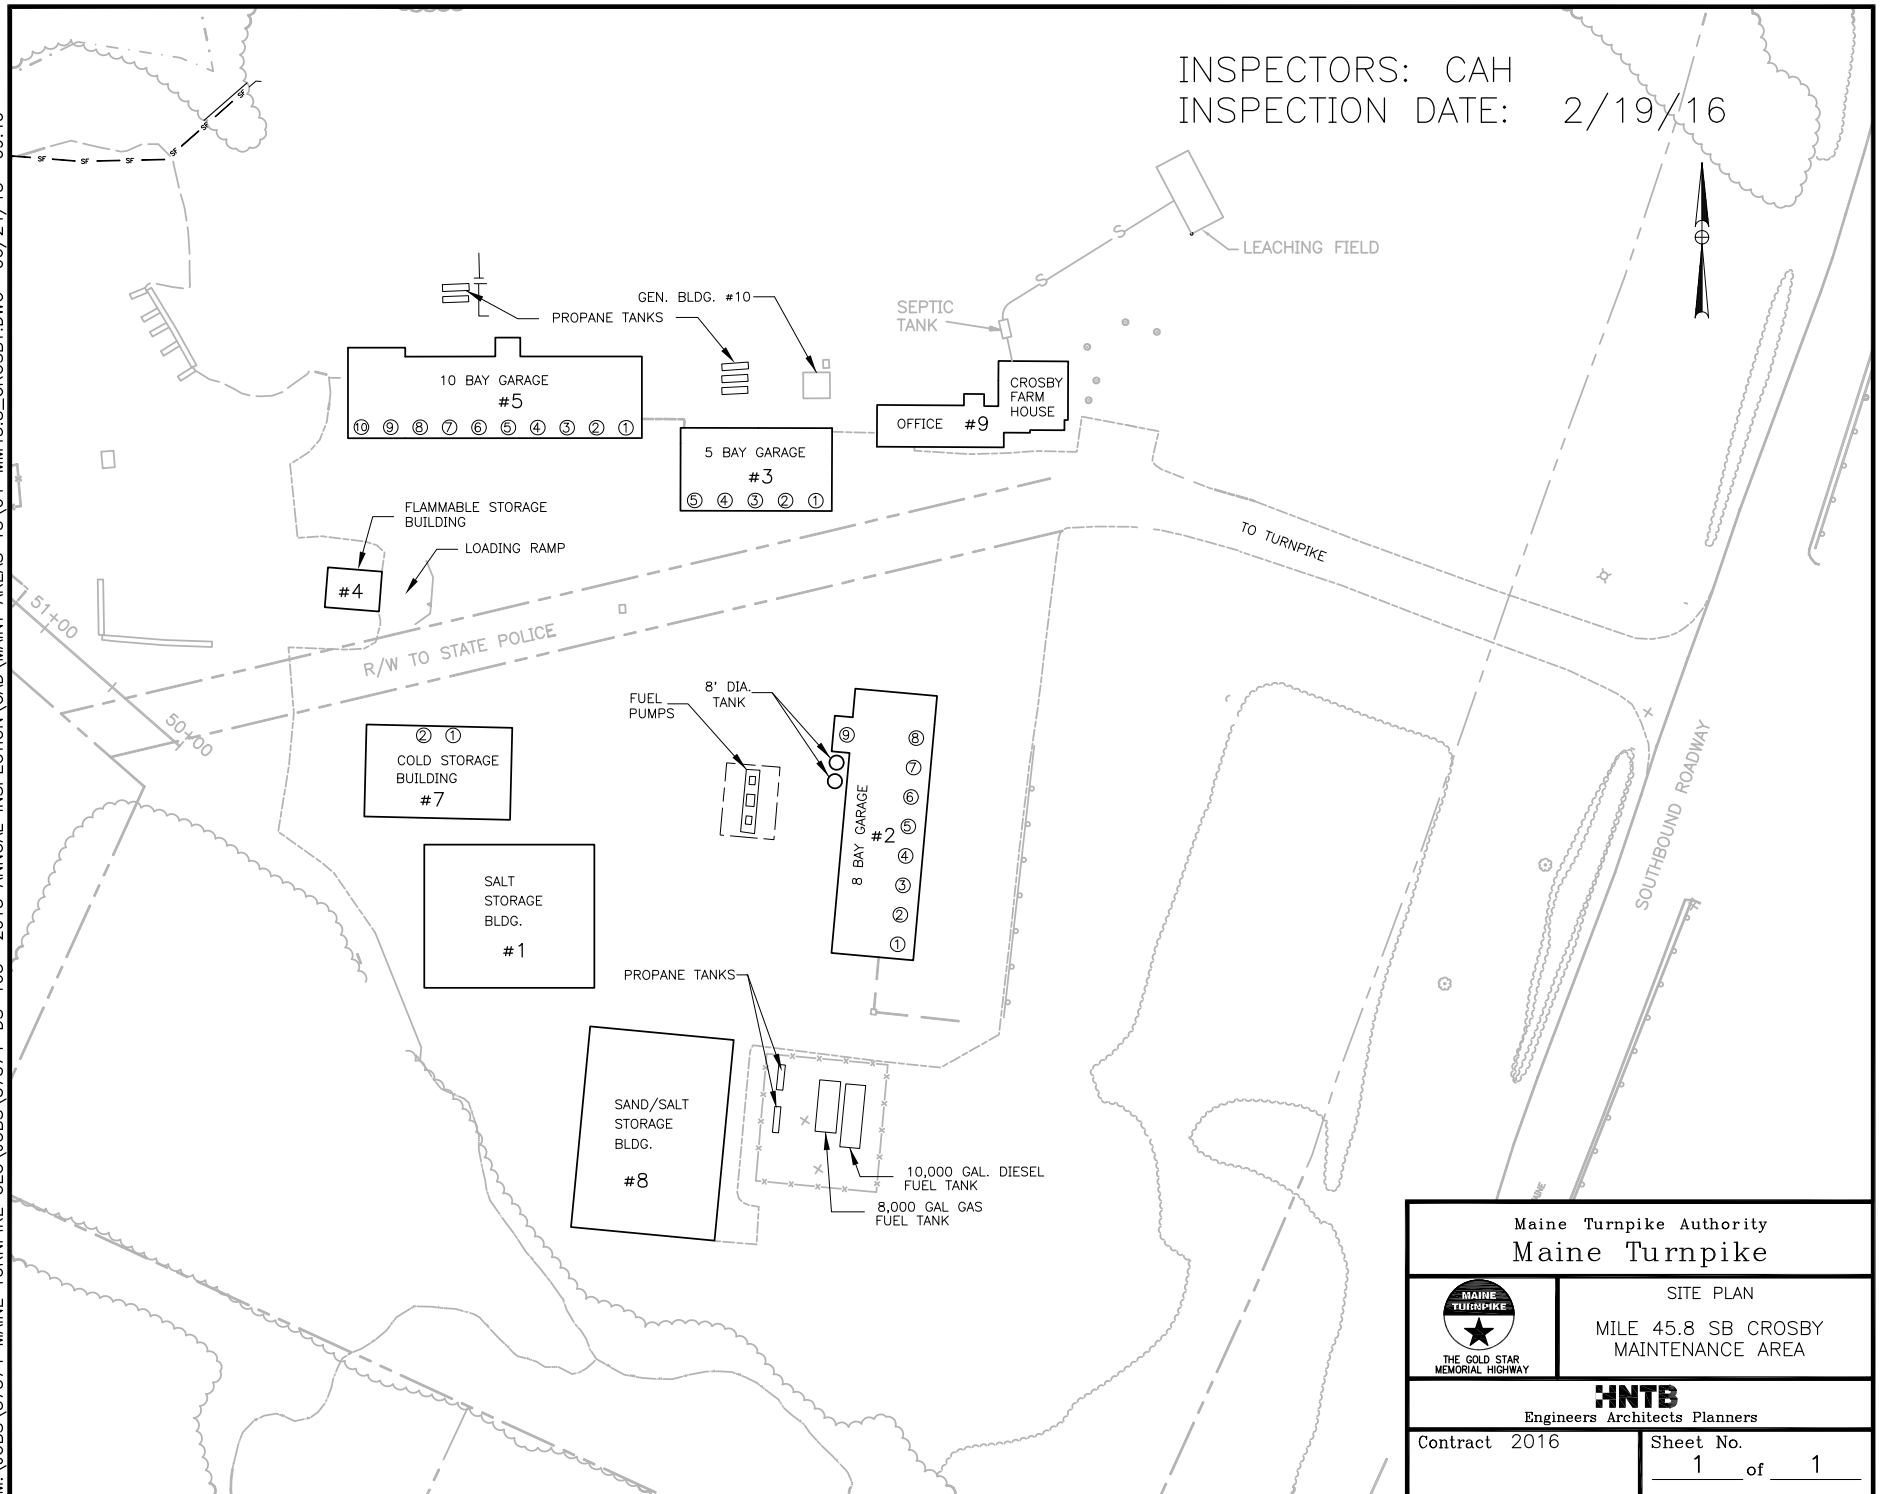 INSPECTORS: CAH
INSPECTION DATE: 2/19/16
SF
SF
SF
SF
SF
SF
S
S
LEACHING FIELD
SEPTIC
TANK
GEN. BLDG. #10
PROPANE TANKS
10 BAY GARAGE
#5
10 9 8 7 6 5 4 3 2 1
CROSBY
FARM
HOUSE
OFFICE #9
5 BAY GARAGE
#3
5 4 3 2 1
FLAMMABLE STORAGE
BUILDING
LOADING RAMP
#4
TO TURNPIKE
51+00
50+00
R/W TO STATE POLICE
FUEL
PUMPS
8' DIA.
TANK
2 1
COLD STORAGE
BUILDING
#7
9
8
7
6
5
4
3
2
1
8 BAY GARAGE
#2
SALT
STORAGE
BLDG.
#1
PROPANE TANKS
SAND/SALT
STORAGE
BLDG.
#8
10,000 GAL. DIESEL
FUEL TANK
8,000 GAL GAS
FUEL TANK
SOUTHBOUND ROADWAY
Maine Turnpike Authority
Maine Turnpike
MAINE
TURNPIKE
THE GOLD STAR
MEMORIAL HIGHWAY
SITE PLAN
MILE 45.8 SB CROSBY
MAINTENANCE AREA
HNTB
Engineers Architects Planners
Contract 2016
Sheet No.
1 of 1